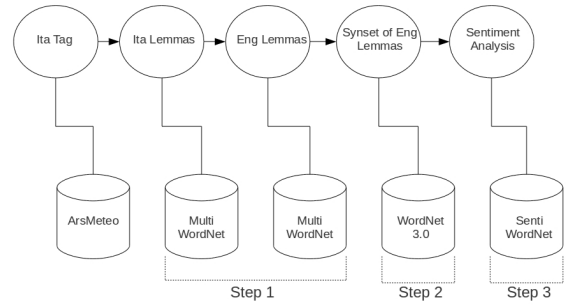 Ita Tag
Ita Lemmas
Eng Lemmas
Synset of Eng
Lemmas
Sentiment
Analysis
ArsMeteo
Multi
WordNet
Multi
WordNet
WordNet
3.0
Senti
WordNet
Step 1
Step 2
Step 3